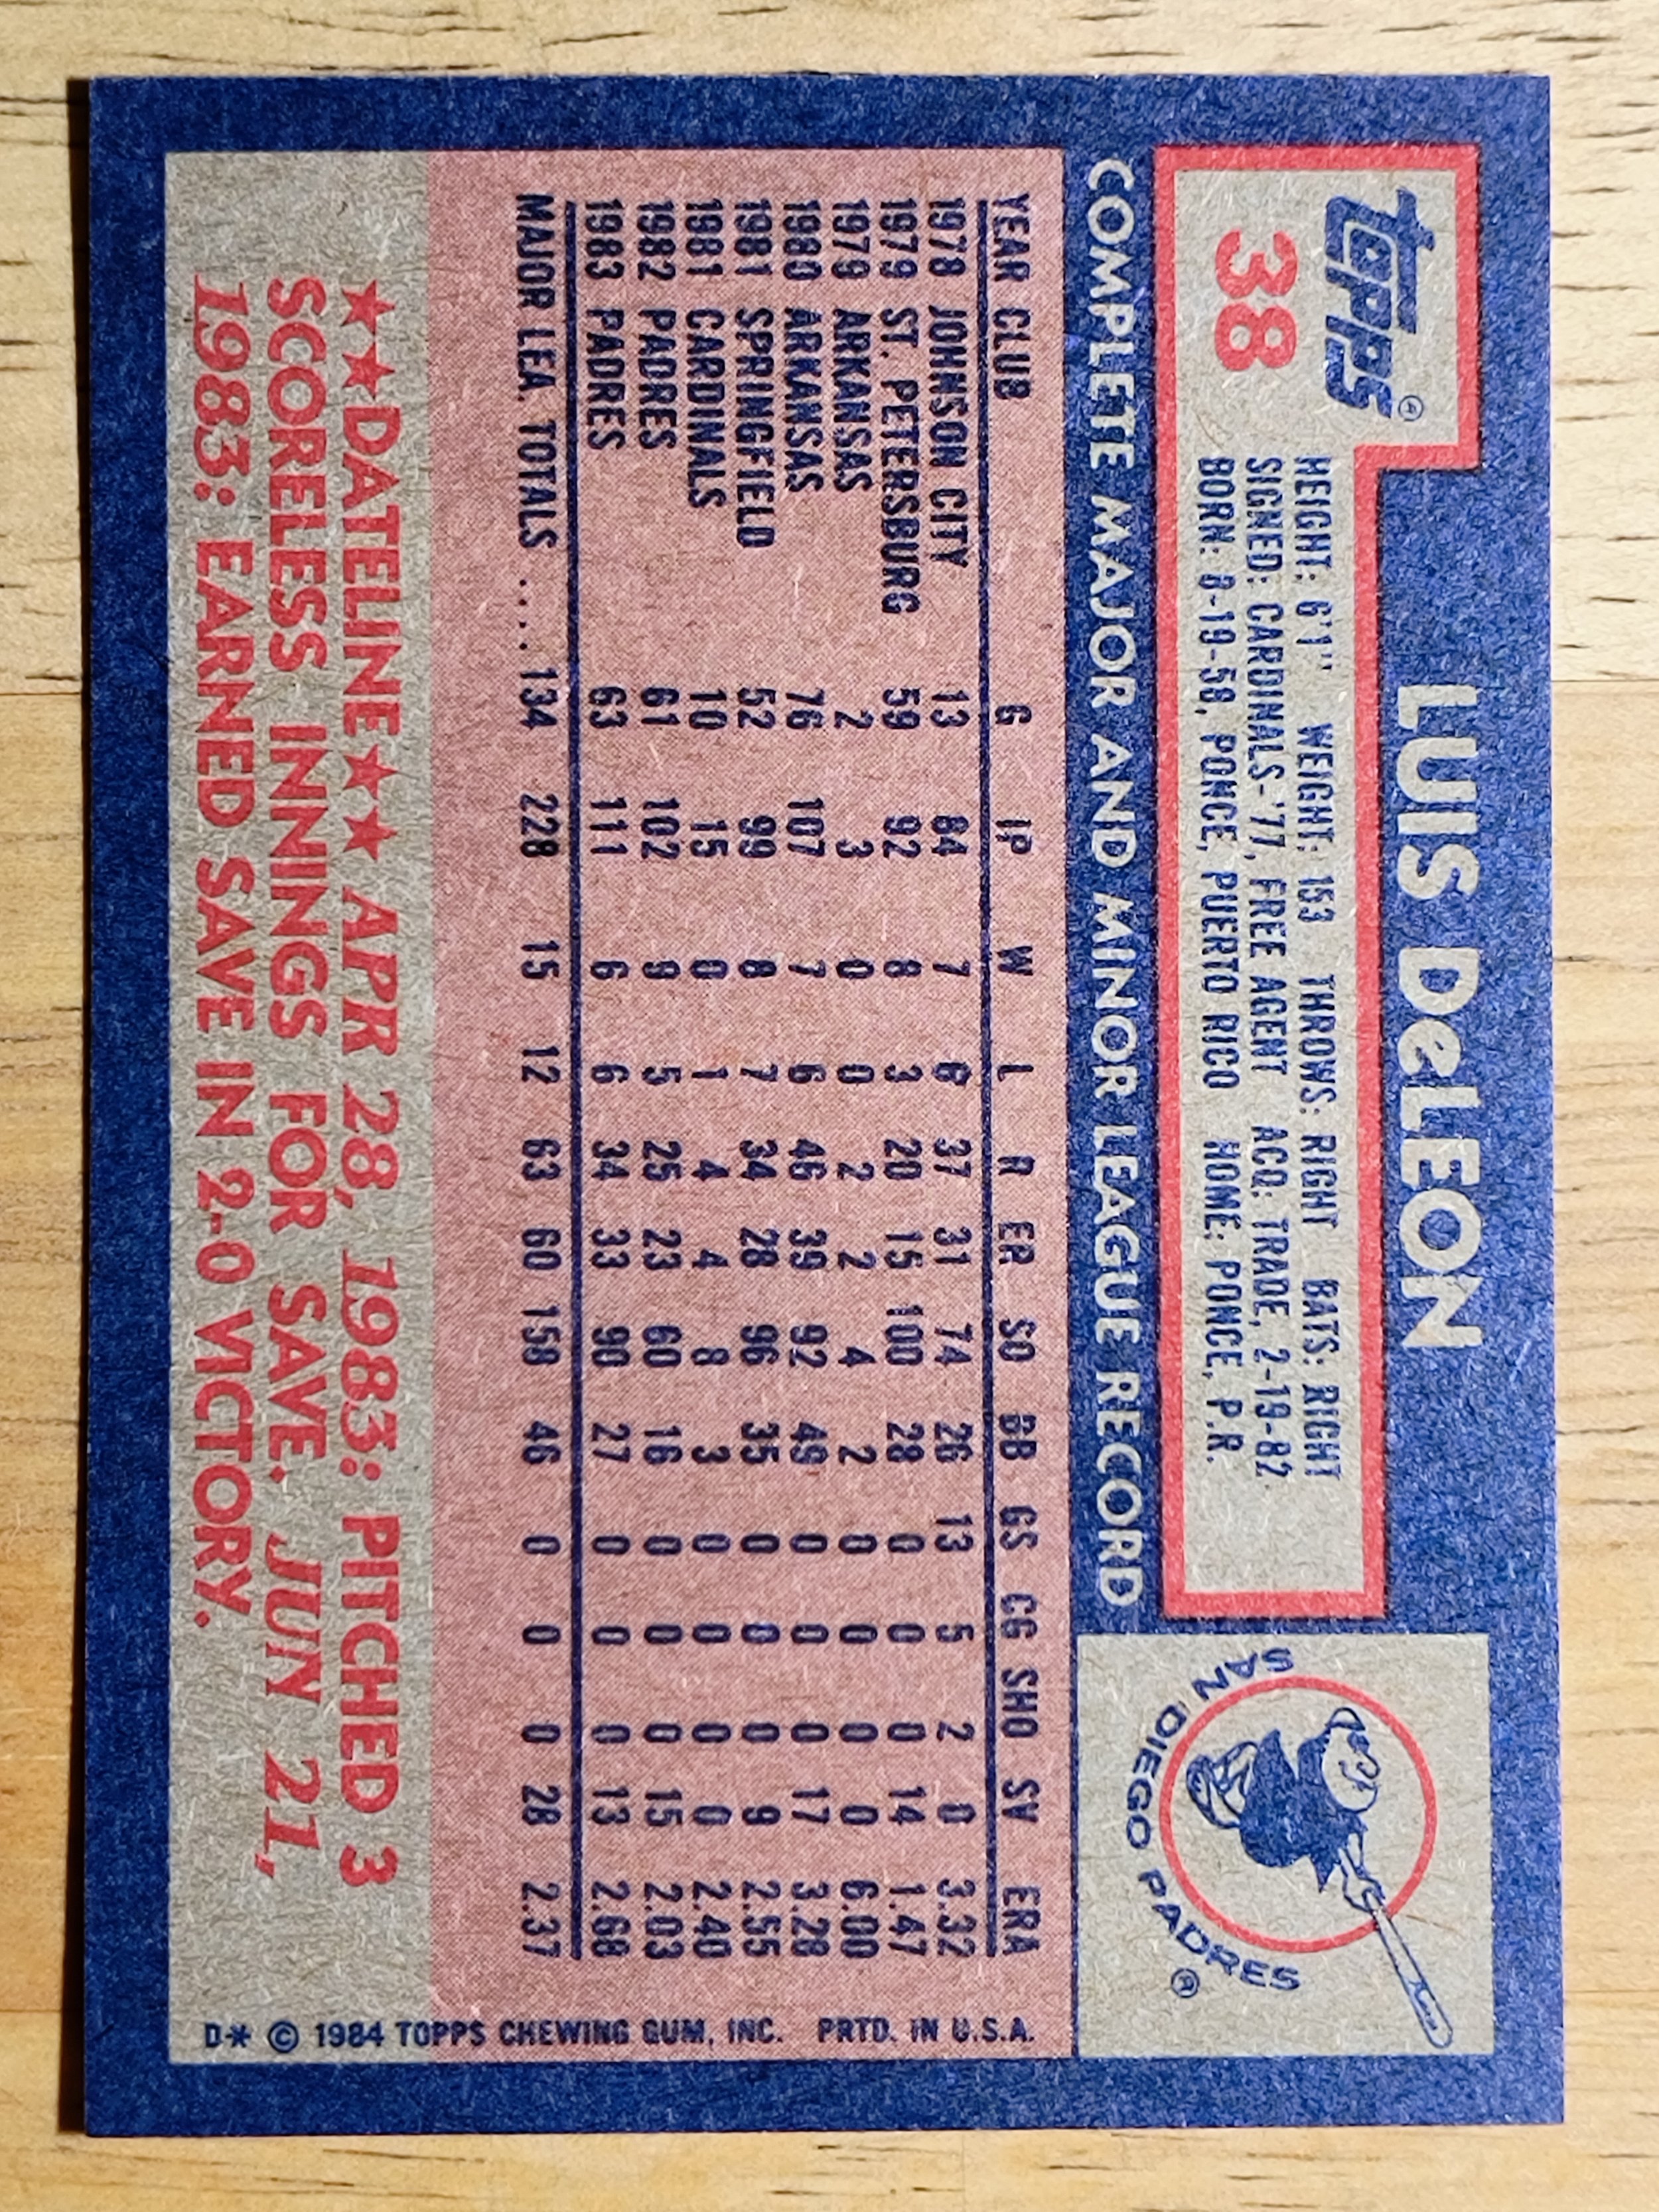 topps®
38
LUIS DeLEON
HEIGHT: 6'1" WEIGHT: 153 THROWS: RIGHT BATS: RIGHT
SIGNED: CARDINALS-'77, FREE AGENT ACQ: TRADE, 2-19-82
BORN: 8-19-58, PONCE, PUERTO RICO HOME: PONCE, P.R.
SAN DIEGO PADRES ®
COMPLETE MAJOR AND MINOR LEAGUE RECORD
YEAR CLUB G IP W L R ER SO BB GS CG SHO SV ERA
1978 JOHNSON CITY 13 84 7 6 37 31 74 26 13 5 2 0 3.32
1979 ST. PETERSBURG 59 92 8 3 20 15 100 28 0 0 0 14 1.47
1979 ARKANSAS 2 3 0 0 2 2 4 2 0 0 0 0 6.00
1980 ARKANSAS 76 107 7 6 46 39 92 49 0 0 0 17 3.28
1981 SPRINGFIELD 52 99 8 7 34 28 96 35 0 0 0 9 2.55
1981 CARDINALS 10 15 0 1 4 4 8 3 0 0 0 0 2.40
1982 PADRES 61 102 9 5 25 23 60 16 0 0 0 15 2.03
1983 PADRES 63 111 6 6 34 33 90 27 0 0 0 13 2.68
MAJOR LEA. TOTALS .... 134 228 15 12 63 60 158 46 0 0 0 28 2.37
★★DATELINE★★ APR 28, 1983: PITCHED 3
SCORELESS INNINGS FOR SAVE. JUN 21,
1983: EARNED SAVE IN 2-0 VICTORY.
D* © 1984 TOPPS CHEWING GUM, INC. PRTD. IN U.S.A.